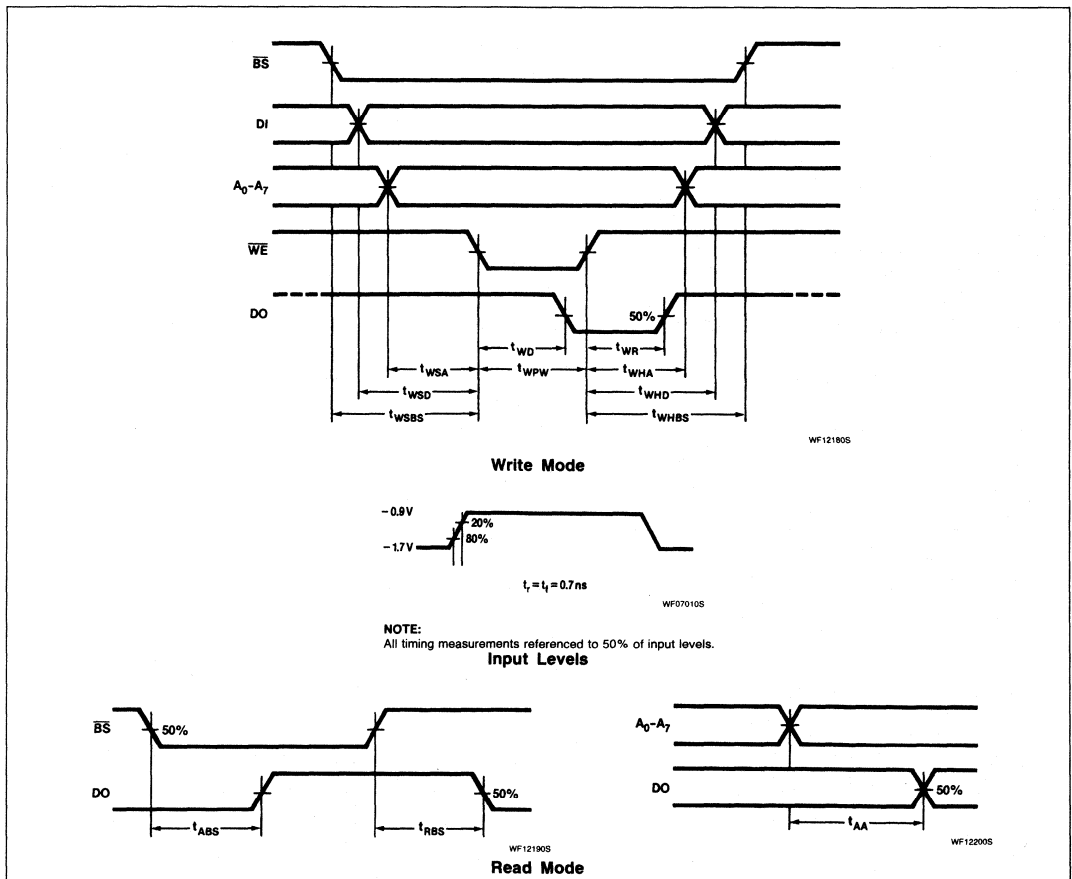 BS
DI
A0-A7
WE
DO
50%
tWD
tWR
tWSA
tWPW
tWHA
tWSD
tWHD
tWSBS
tWHBS
WF12180S
Write Mode
– 0.9V
20%
80%
– 1.7V
tr = tf = 0.7ns
WF07010S
NOTE:
All timing measurements referenced to 50% of input levels.
Input Levels
BS
50%
DO
50%
tABS
tRBS
WF12190S
A0-A7
DO
50%
tAA
WF12200S
Read Mode